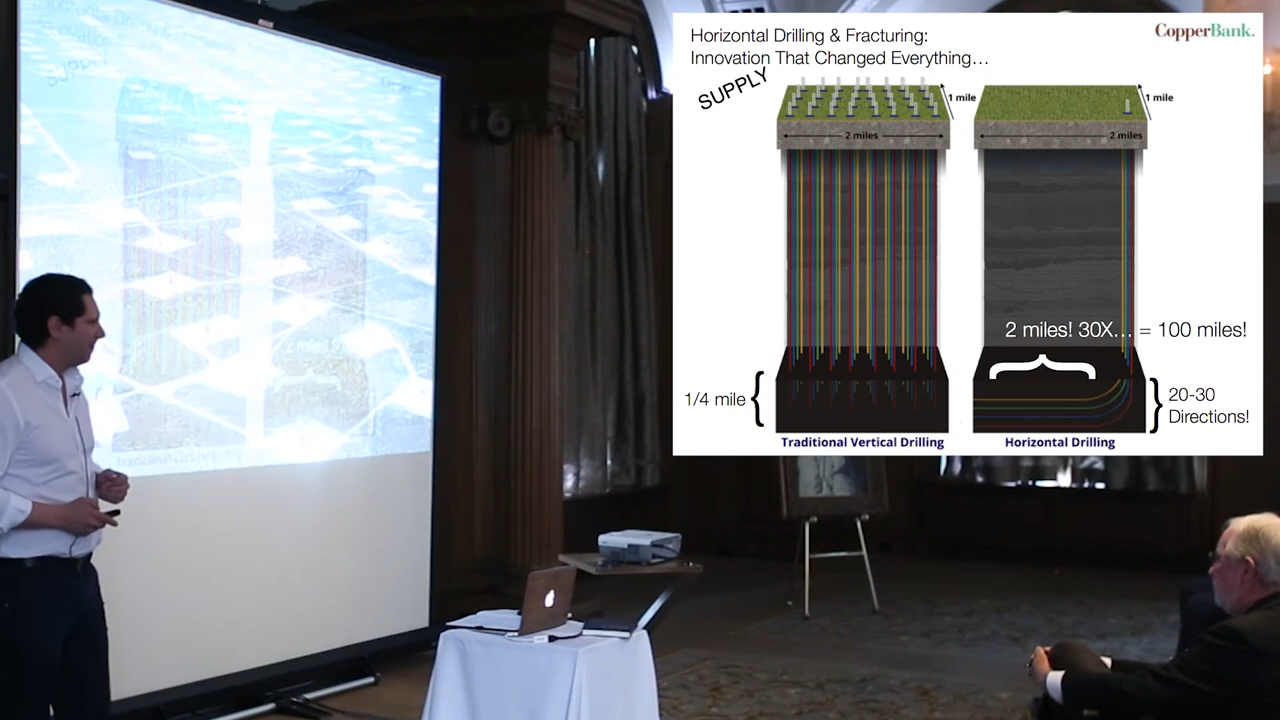 Horizontal Drilling & Fracturing:
Innovation That Changed Everything…
CopperBank.
SUPPLY
1 mile
1 mile
2 miles
2 miles
2 miles! 30X… = 100 miles!
1/4 mile
20-30
Directions!
Traditional Vertical Drilling
Horizontal Drilling